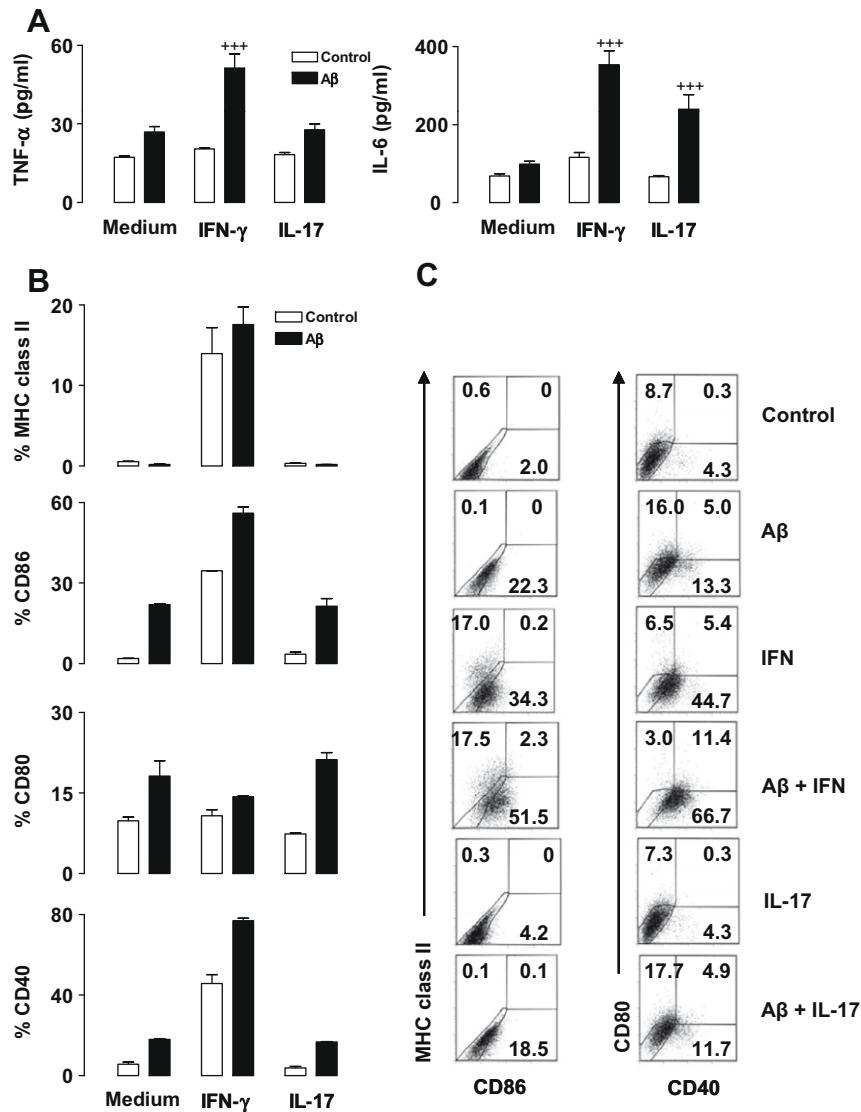 A
TNF-α (pg/ml)
60
30
0
+++
Control
Aβ
Medium IFN-γ IL-17
IL-6 (pg/ml)
400
200
0
+++
+++
Medium IFN-γ IL-17
B
% MHC class II
20
10
0
Control
Aβ
% CD86
60
30
0
% CD80
30
15
0
% CD40
80
40
0
Medium IFN-γ IL-17
C
MHC class II
CD80
0.6 0
2.0
8.7 0.3
4.3
Control
0.1 0
22.3
16.0 5.0
13.3
Aβ
17.0 0.2
34.3
6.5 5.4
44.7
IFN
17.5 2.3
51.5
3.0 11.4
66.7
Aβ + IFN
0.3 0
4.2
7.3 0.3
4.3
IL-17
0.1 0.1
18.5
17.7 4.9
11.7
Aβ + IL-17
CD86 CD40